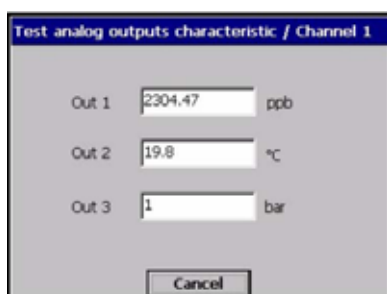 Test analog outputs characteristic / Channel 1
Out 1 2304.47 ppb
Out 2 19.8 °C
Out 3 1 bar
Cancel